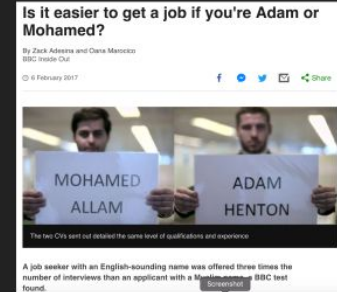 Is it easier to get a job if you're Adam or
Mohamed?
By Zack Adesina and Oana Marocico
BBC Inside Out
6 February 2017
Share
MOHAMED
ALLAM
ADAM
HENTON
The two CVs sent out detailed the same level of qualifications and experience
A job seeker with an English-sounding name was offered three times the
number of interviews than an applicant with a Muslim name, a BBC test
found.
Screenshot